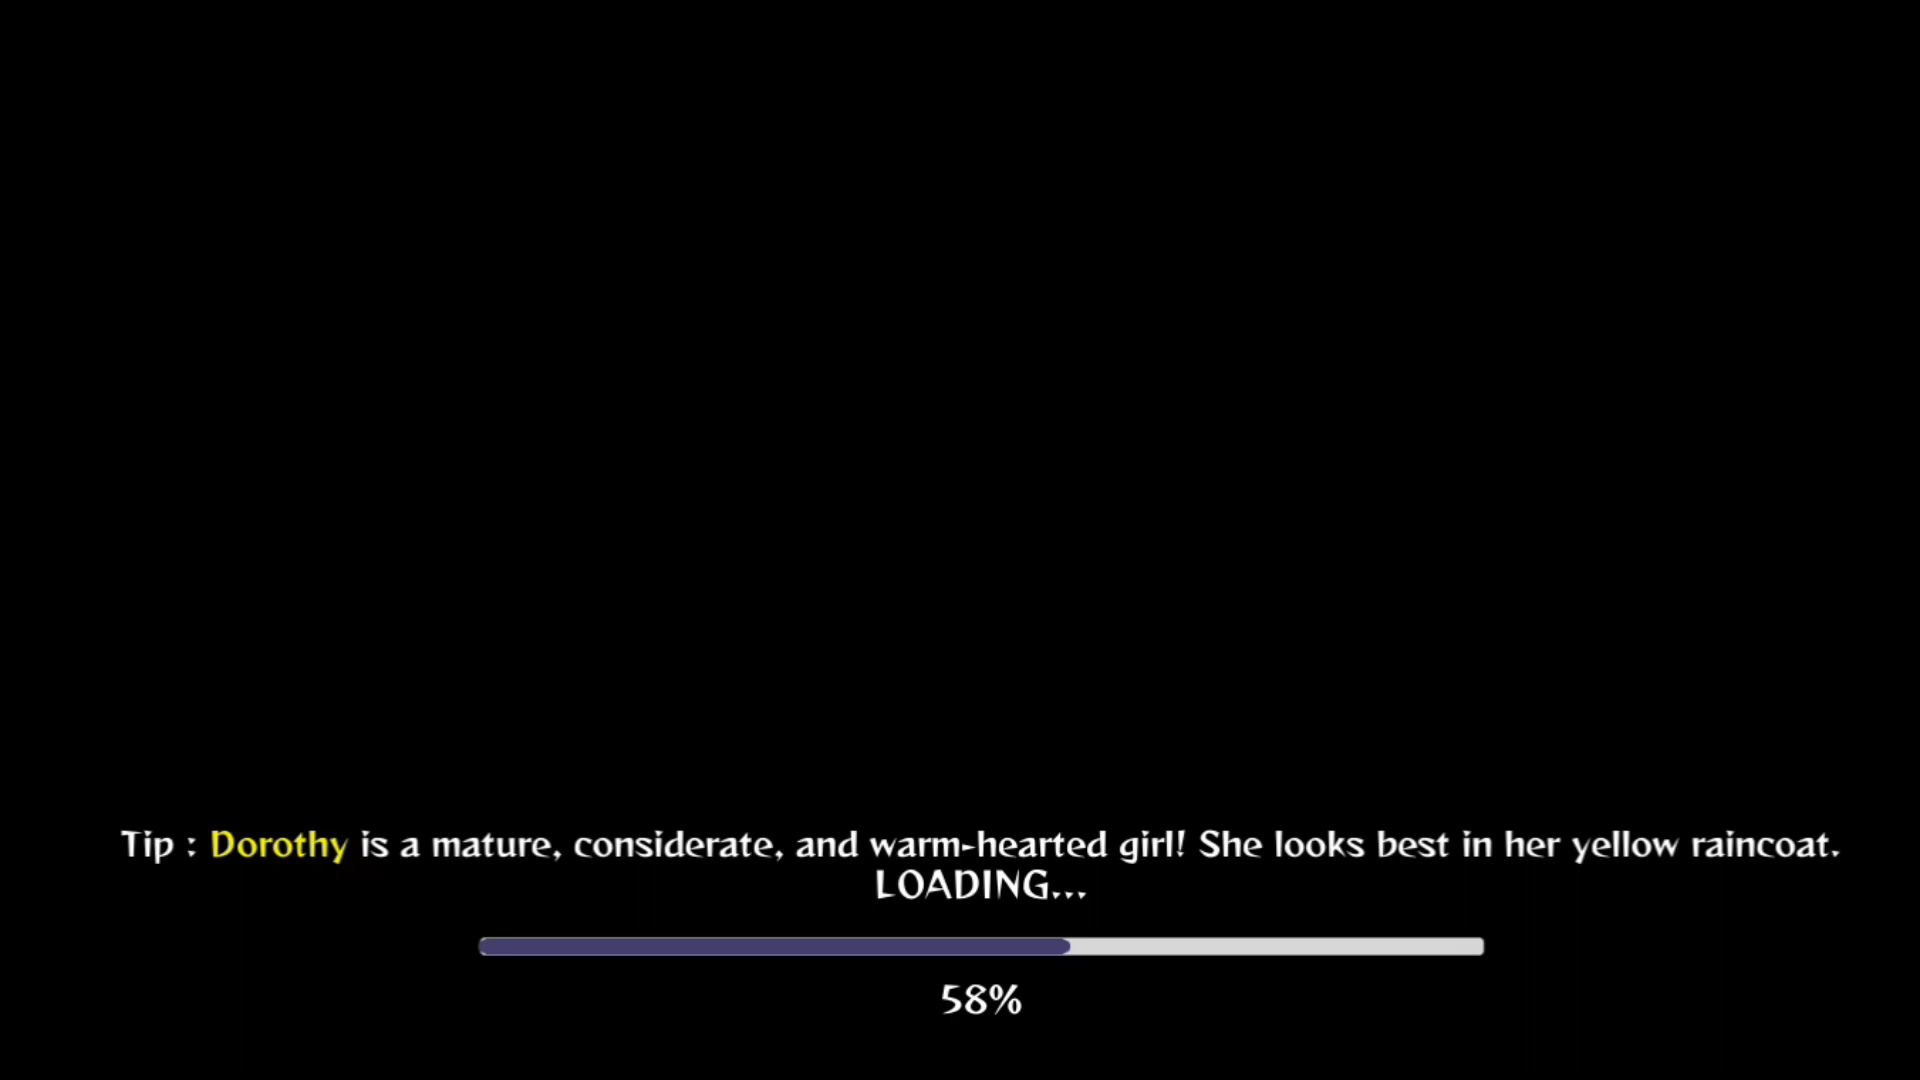 Tip : Dorothy is a mature, considerate, and warm-hearted girl! She looks best in her yellow raincoat.
LOADING...
58%